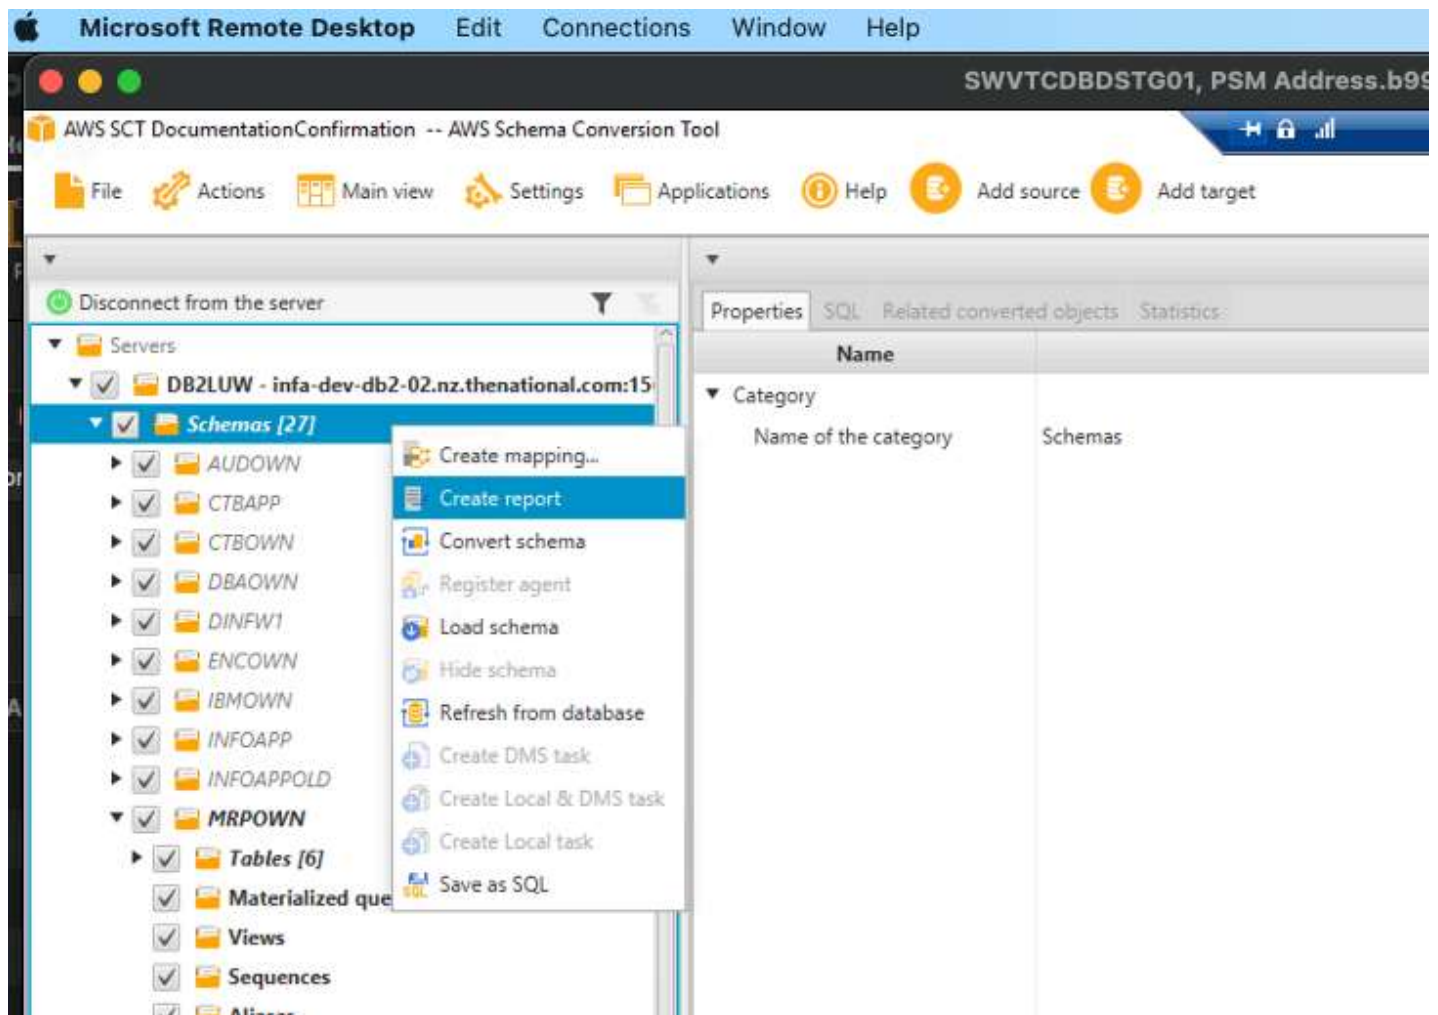 Microsoft Remote Desktop Edit Connections Window Help
SWVTCDBDSTG01, PSM Address.b99
AWS SCT DocumentationConfirmation -- AWS Schema Conversion Tool
File Actions Main view Settings Applications Help Add source Add target
Disconnect from the server
Properties SQL Related converted objects Statistics
Servers
Name
DB2LUW - infa-dev-db2-02.nz.thenational.com:15
Category
Schemas [27]
Name of the category Schemas
AUDOWN
CTBAPP
CTBOWN
DBAOWN
DINFW1
ENCOWN
IBMOWN
INFOAPP
INFOAPPOLD
MRPOWN
Tables [6]
Materialized que
Views
Sequences
Aliases
Create mapping...
Create report
Convert schema
Register agent
Load schema
Hide schema
Refresh from database
Create DMS task
Create Local & DMS task
Create Local task
Save as SQL